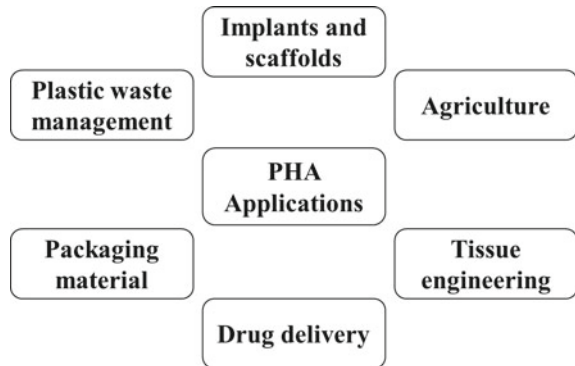 Implants and
scaffolds
Plastic waste
management
Agriculture
PHA
Applications
Packaging
material
Tissue
engineering
Drug delivery